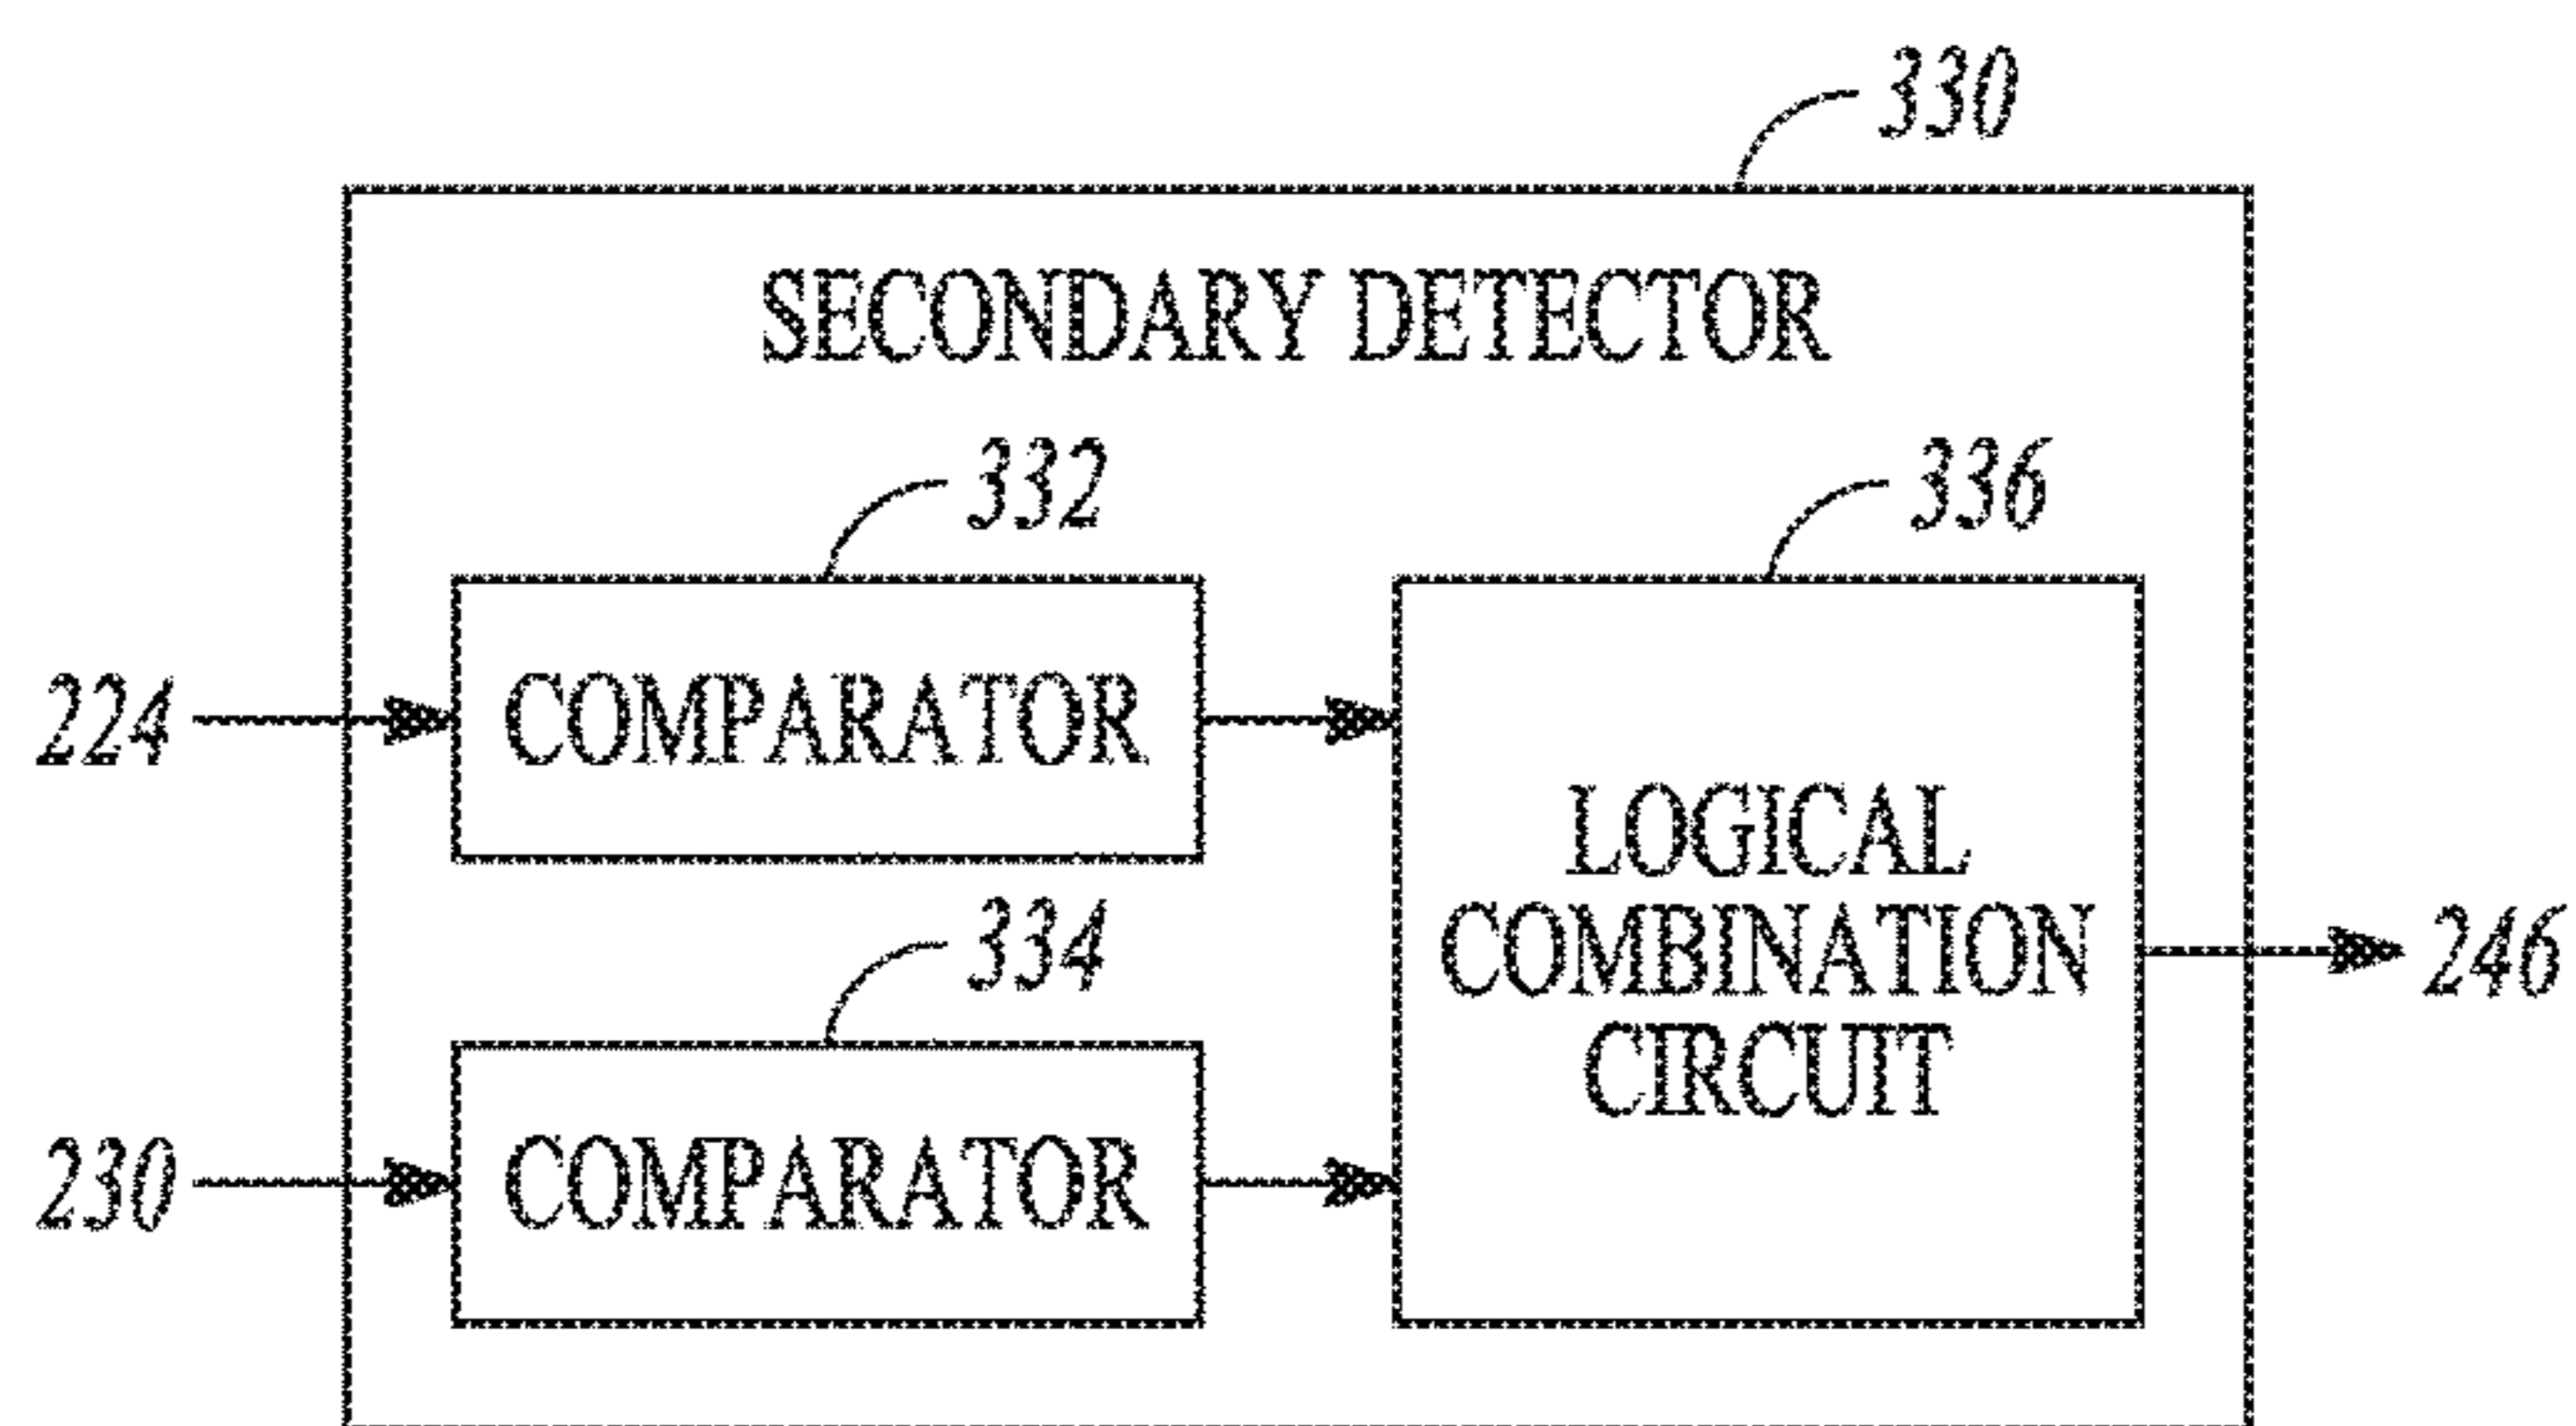 330
SECONDARY DETECTOR
332
336
224
COMPARATOR
LOGICAL
COMBINATION
CIRCUIT
334
246
230
COMPARATOR